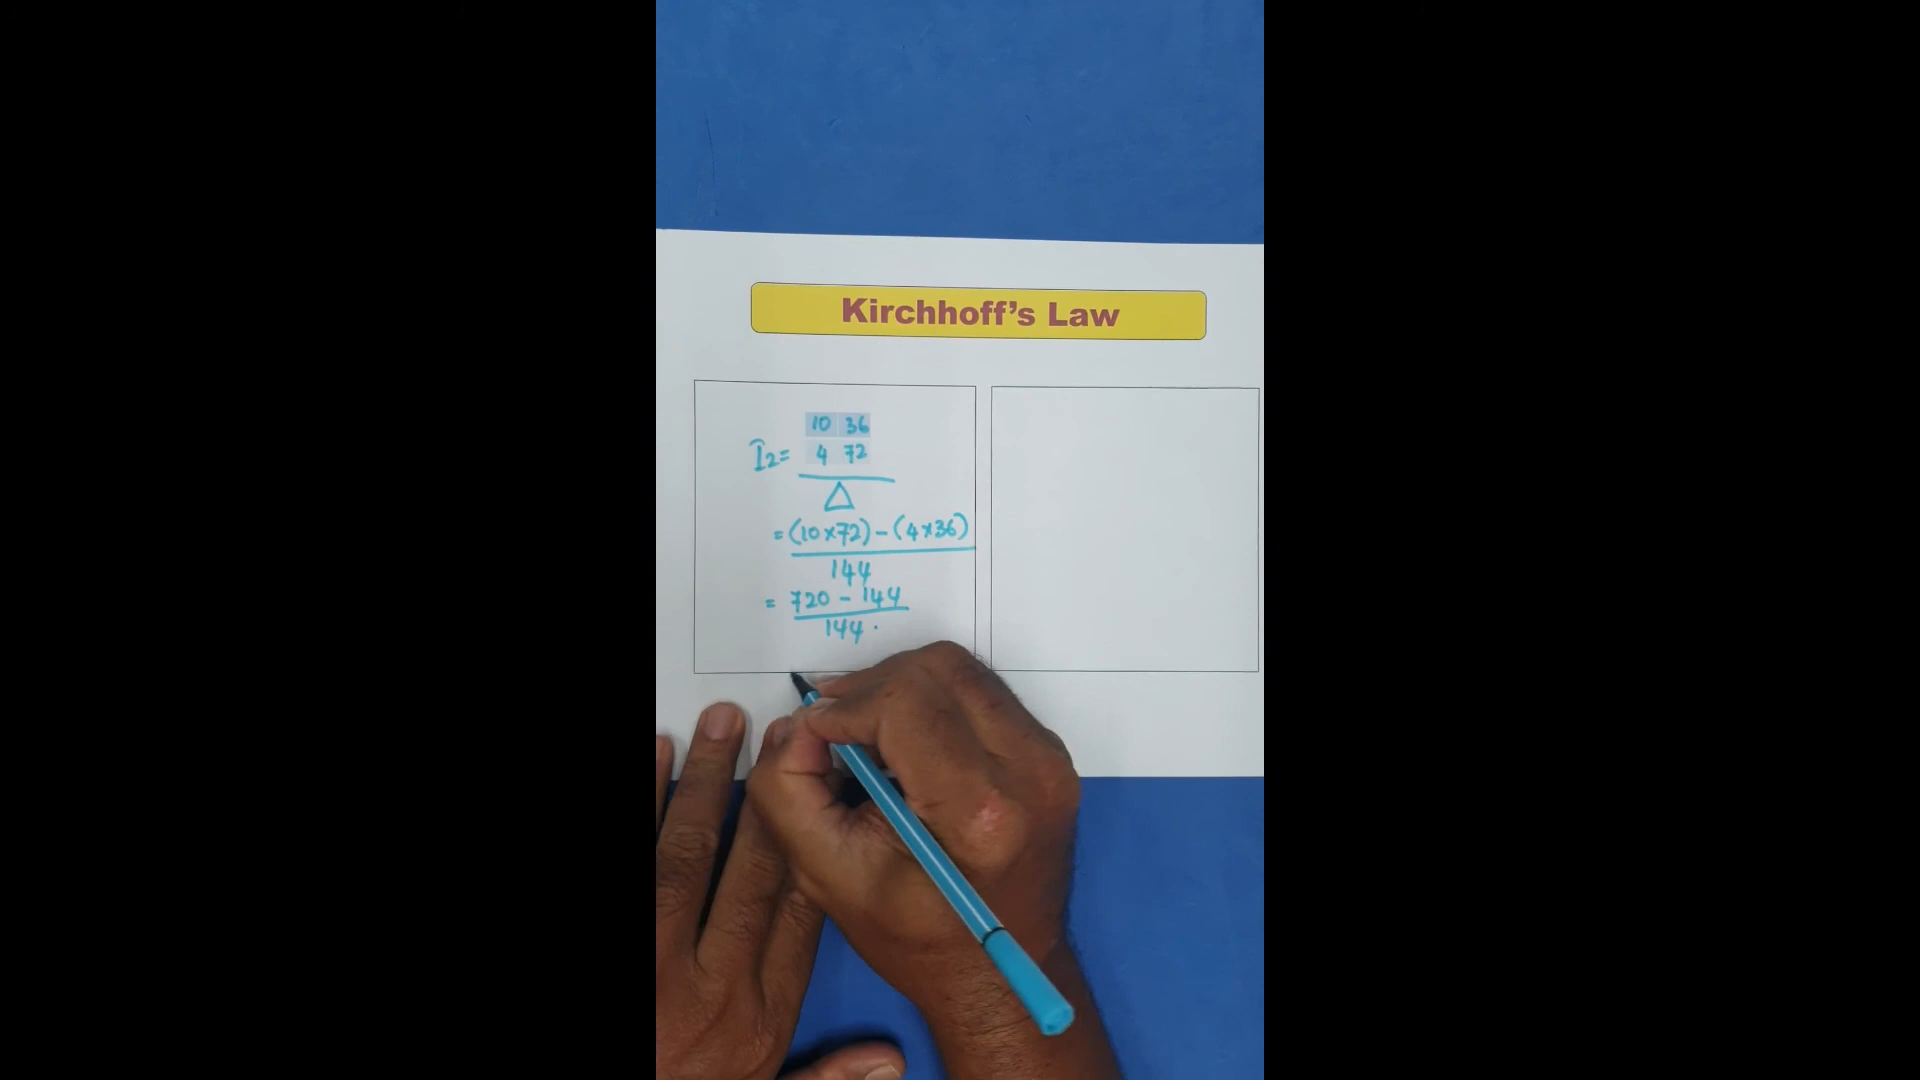 Kirchhoff's Law
10 36
I2= 4 72
Δ
= (10×72) - (4×36)
144
= 720 - 144
144.